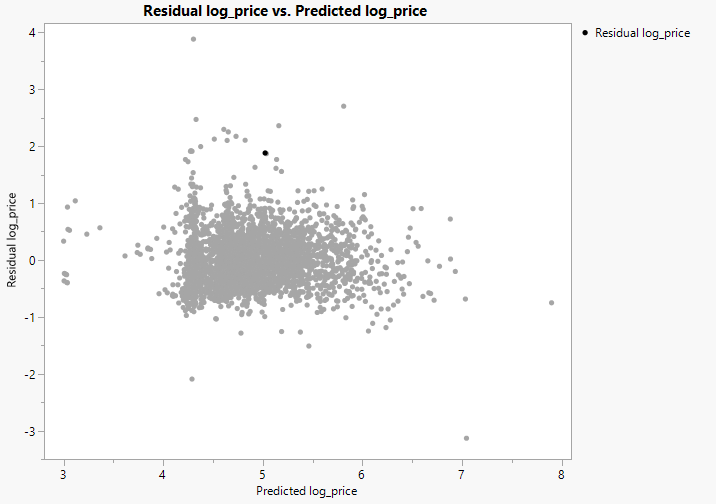 Residual log_price vs. Predicted log_price
Residual log_price
4
3
2
1
0
-1
-2
-3
Residual log_price
3 4 5 6 7 8
Predicted log_price